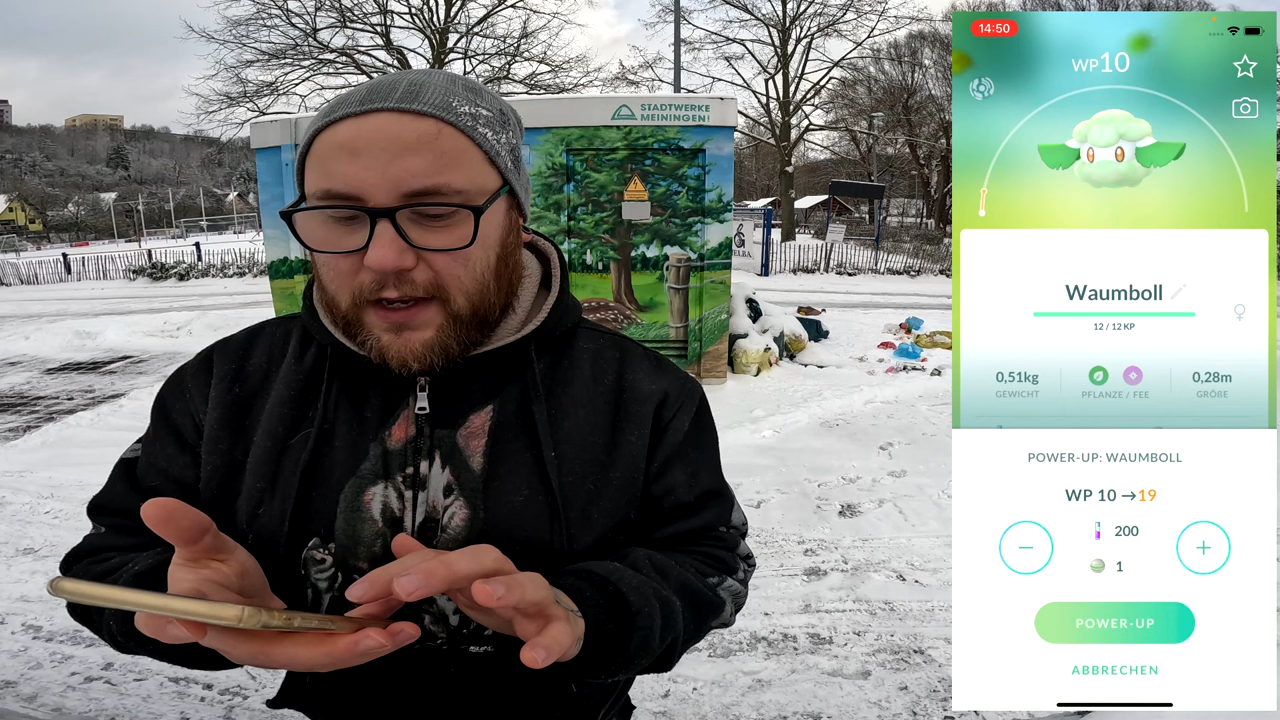 STADTWERKE
MEININGEN!
14:50
WP10
Waumboll
12 / 12 KP
0,51kg
GEWICHT
PFLANZE / FEE
0,28m
GRÖßE
POWER-UP: WAUMBOLL
WP 10 →19
200
1
POWER-UP
ABBRECHEN